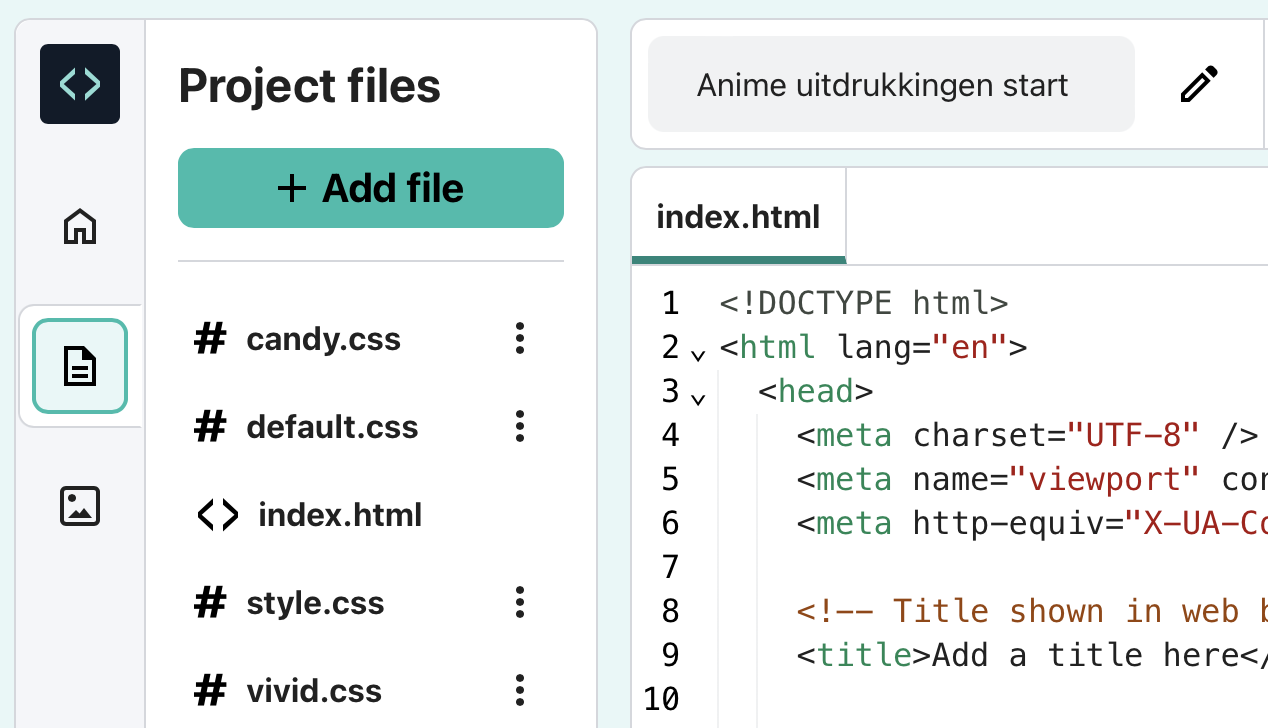 Project files
+ Add file
# candy.css
# default.css
<> index.html
# style.css
# vivid.css
Anime uitdrukkingen start
index.html
1 <!DOCTYPE html>
2 <html lang="en">
3 <head>
4 <meta charset="UTF-8" />
5 <meta name="viewport" con
6 <meta http-equiv="X-UA-Co
7
8 <!-- Title shown in web b
9 <title>Add a title here</
10